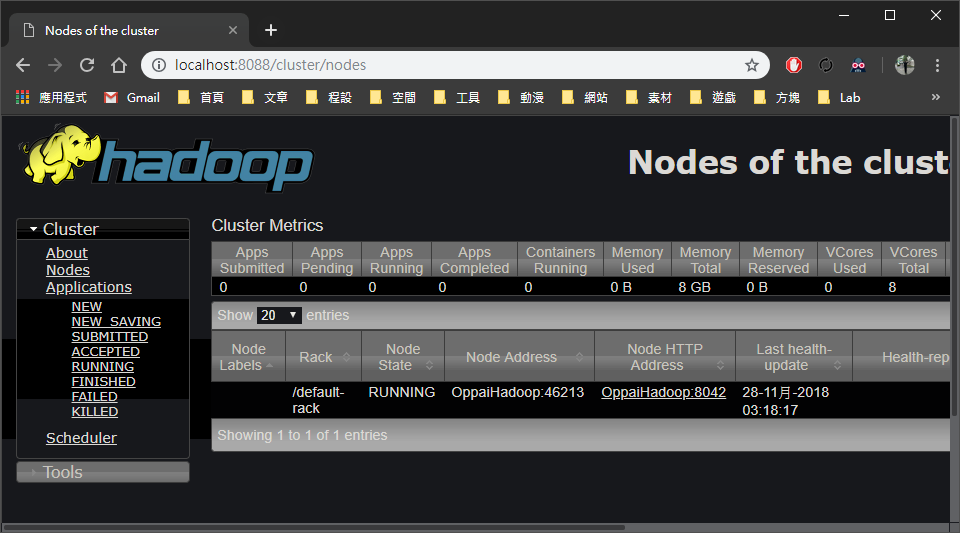 Nodes of the cluster
localhost:8088/cluster/nodes
應用程式 Gmail 首頁 文章 程設 空間 工具 動漫 網站 素材 遊戲 方塊 Lab
hadoop
Nodes of the clust
Cluster
About
Nodes
Applications
NEW
NEW_SAVING
SUBMITTED
ACCEPTED
RUNNING
FINISHED
FAILED
KILLED
Scheduler
Tools
Cluster Metrics
Apps Submitted Apps Pending Apps Running Apps Completed Containers Running Memory Used Memory Total Memory Reserved VCores Used VCores Total
0 0 0 0 0 0 B 8 GB 0 B 0 8
Show 20 entries
Node Labels Rack Node State Node Address Node HTTP Address Last health-update Health-rep
/default-rack RUNNING OppaiHadoop:46213 OppaiHadoop:8042 28-11月-2018 03:18:17
Showing 1 to 1 of 1 entries